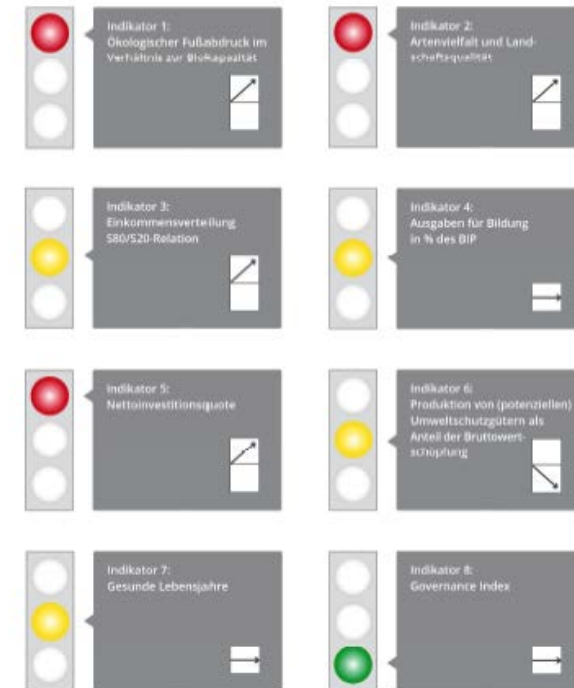 Indikator 1:
Ökologischer Fußabdruck im
Verhältnis zur Biokapazität
Indikator 2:
Artenvielfalt und Land-
schaftsqualität
Indikator 3:
Einkommensverteilung
S80/S20-Relation
Indikator 4:
Ausgaben für Bildung
in % des BIP
Indikator 5:
Nettoinvestitionsquote
Indikator 6:
Produktion von (potenziellen)
Umweltschutzgütern als
Anteil der Bruttowert-
schöpfung
Indikator 7:
Gesunde Lebensjahre
Indikator 8:
Governance Index